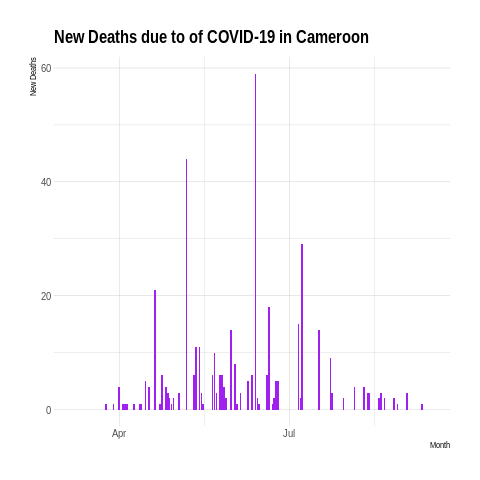 New Deaths due to of COVID-19 in Cameroon
New Deaths
60
40
20
0
Apr
Jul
Month